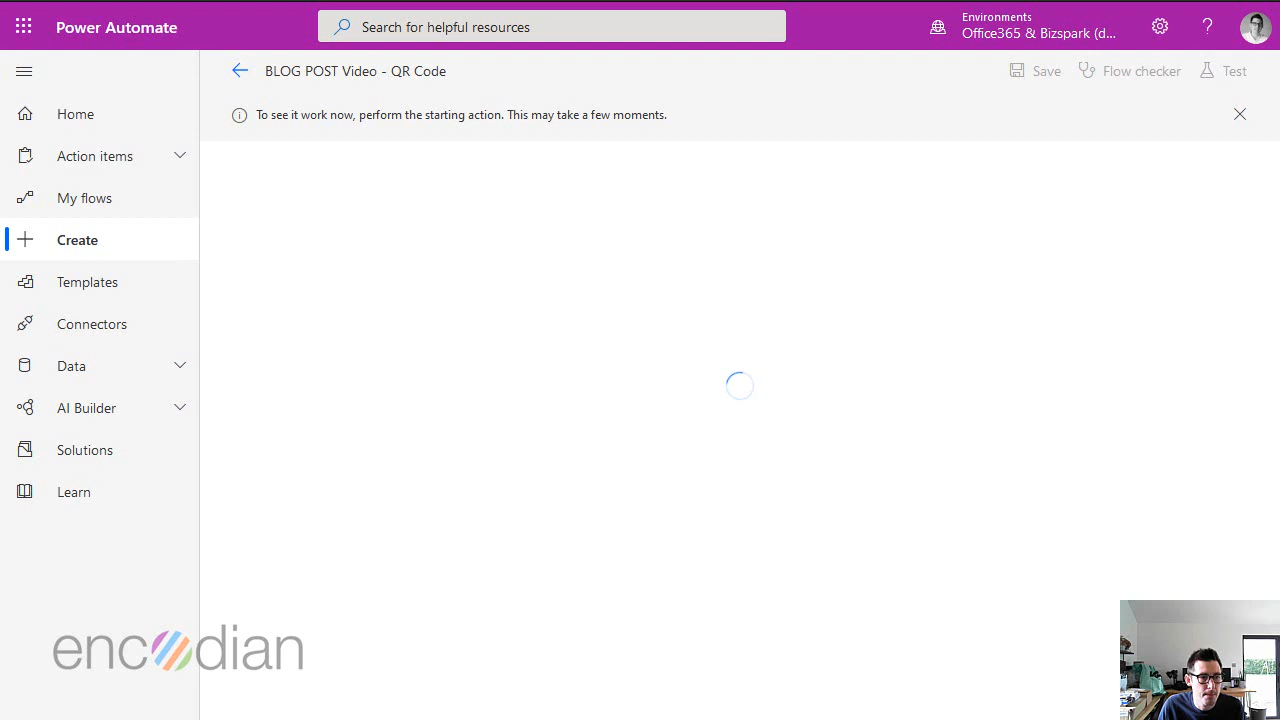 Power Automate
Search for helpful resources
Environments
Office365 & Bizspark (d...
BLOG POST Video - QR Code
Save
Flow checker
Test
To see it work now, perform the starting action. This may take a few moments.
Home
Action items
My flows
Create
Templates
Connectors
Data
AI Builder
Solutions
Learn
encodian